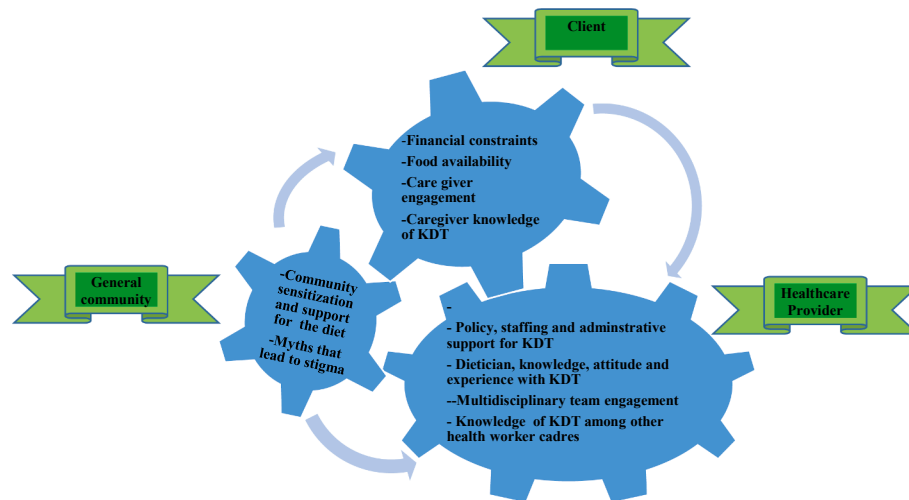 Client
-Financial constraints
-Food availability
-Care giver
engagement
-Caregiver knowledge
of KDT
General
community
-Community
sensitization
and support
for the diet
-Myths that
lead to stigma
Healthcare
Provider
-
- Policy, staffing and adminstrative
support for KDT
- Dietician, knowledge, attitude and
experience with KDT
--Multidisciplinary team engagement
- Knowledge of KDT among other
health worker cadres